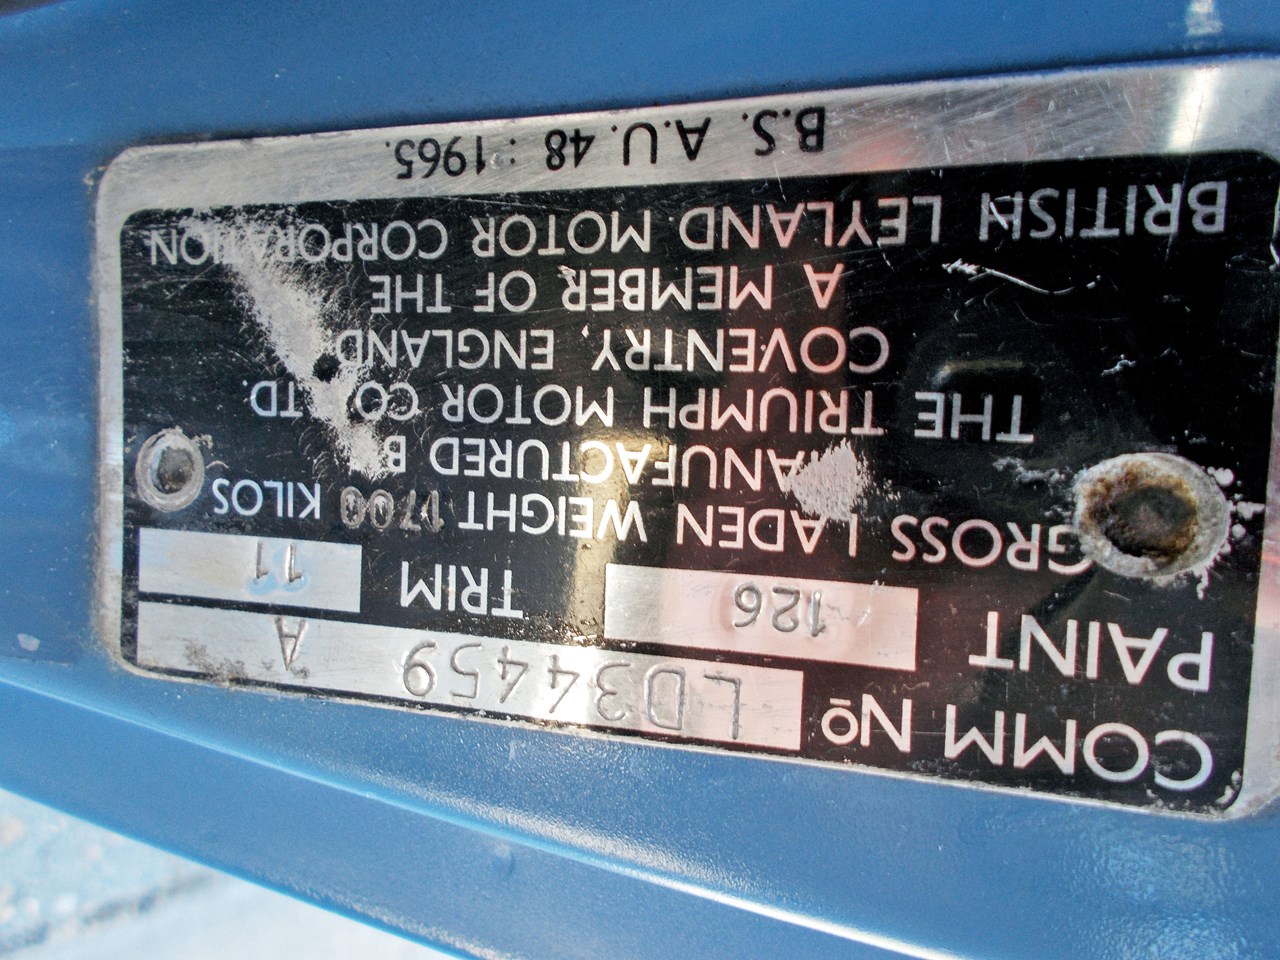 COMM Nº LD34459 A
PAINT 126 TRIM 11
GROSS LADEN WEIGHT 1700 KILOS
MANUFACTURED B
THE TRIUMPH MOTOR CO LTD.
COVENTRY, ENGLAND
A MEMBER OF THE
BRITISH LEYLAND MOTOR CORPORATION
B.S. A.U. 48 : 1965.